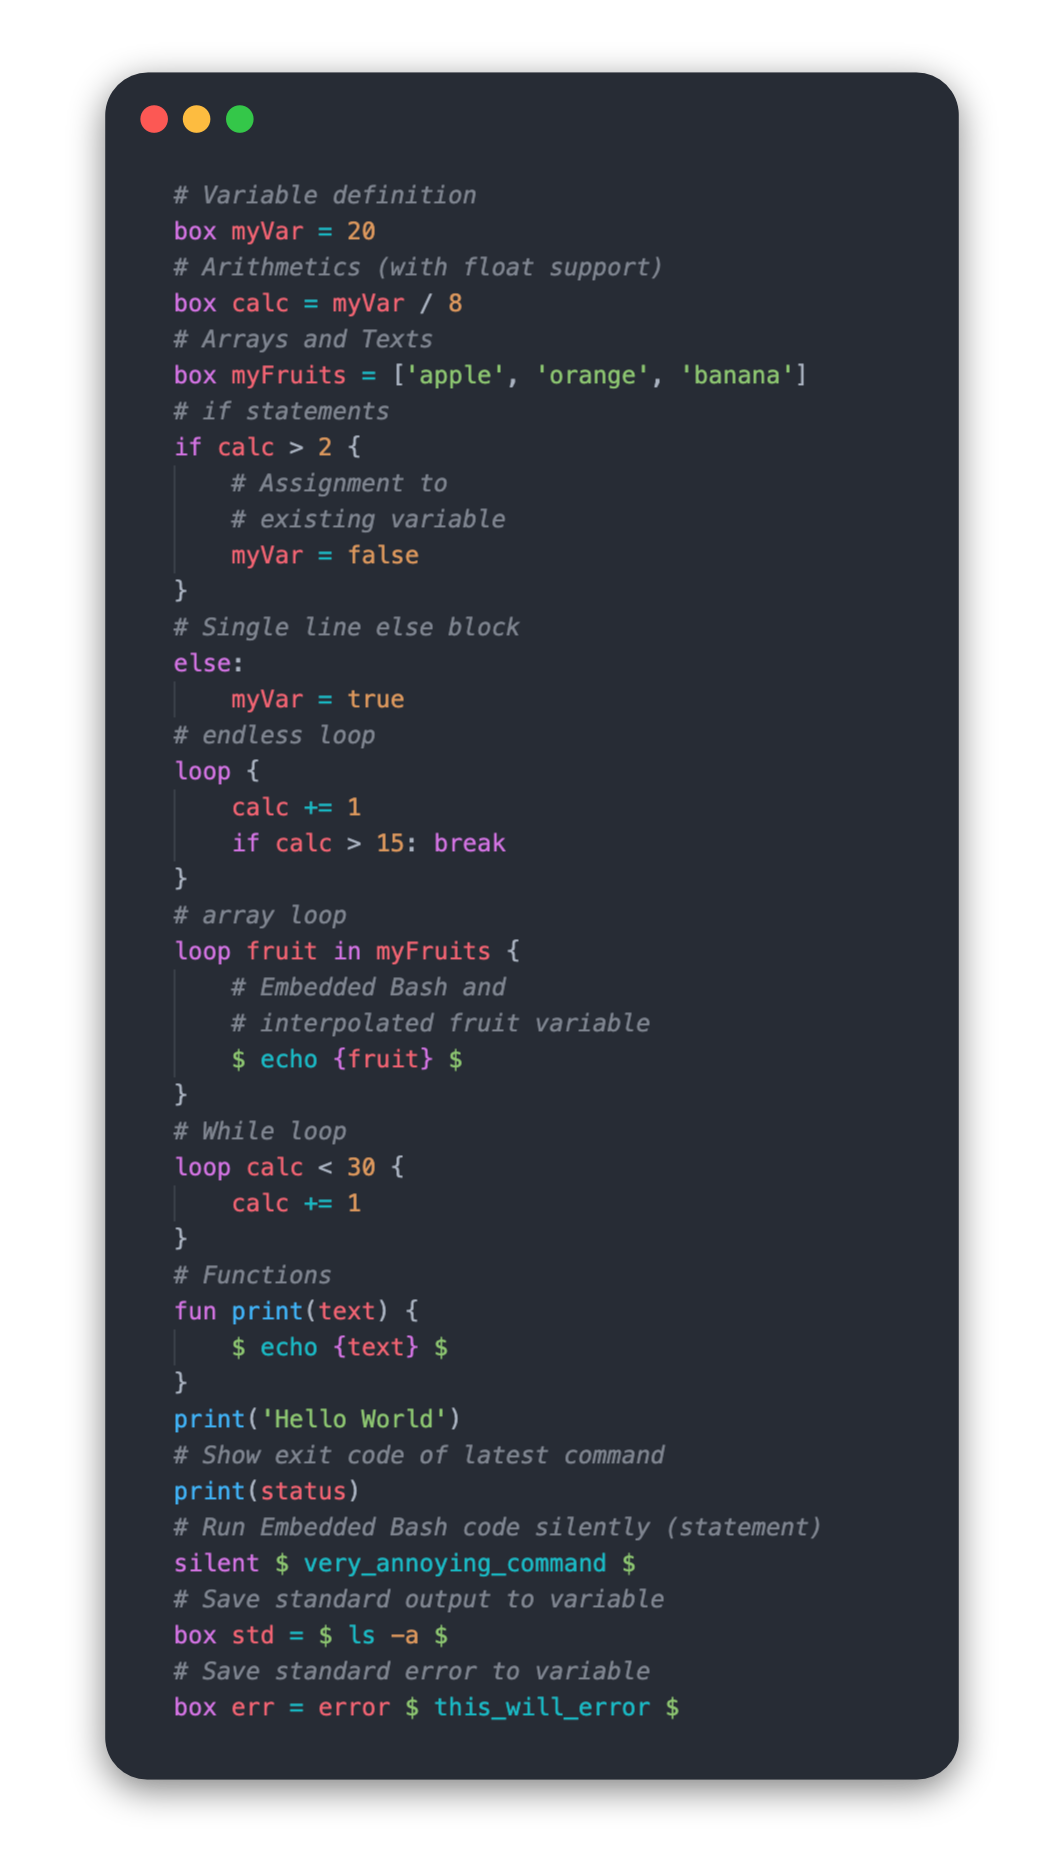 # Variable definition
box myVar = 20
# Arithmetics (with float support)
box calc = myVar / 8
# Arrays and Texts
box myFruits = ['apple', 'orange', 'banana']
# if statements
if calc > 2 {
    # Assignment to
    # existing variable
    myVar = false
}
# Single line else block
else:
    myVar = true
# endless loop
loop {
    calc += 1
    if calc > 15: break
}
# array loop
loop fruit in myFruits {
    # Embedded Bash and
    # interpolated fruit variable
    $ echo {fruit} $
}
# While loop
loop calc < 30 {
    calc += 1
}
# Functions
fun print(text) {
    $ echo {text} $
}
print('Hello World')
# Show exit code of latest command
print(status)
# Run Embedded Bash code silently (statement)
silent $ very_annoying_command $
# Save standard output to variable
box std = $ ls -a $
# Save standard error to variable
box err = error $ this_will_error $